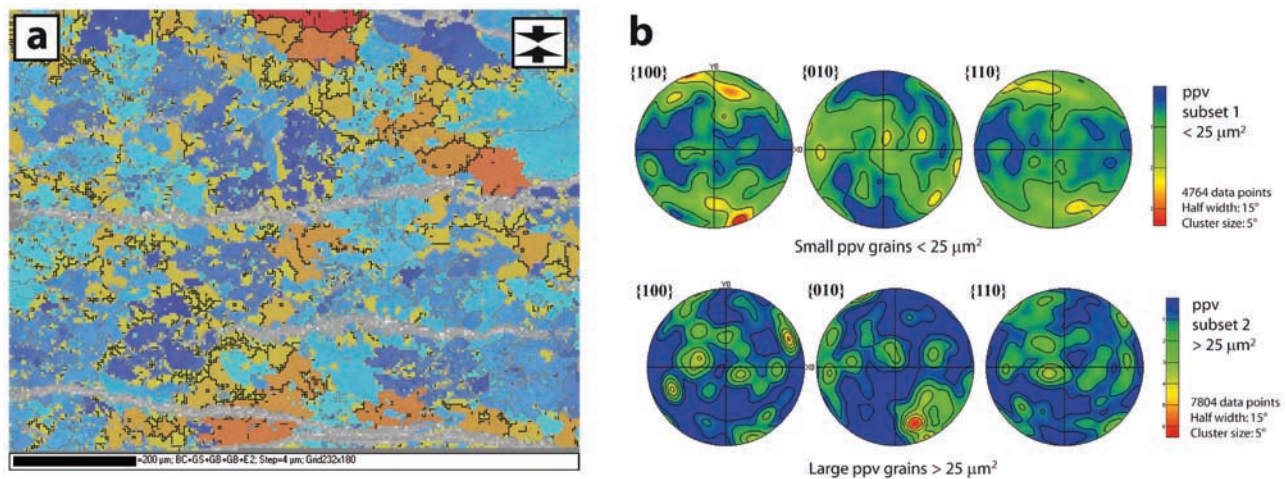 a
=200 µm; BC+GS+GB+GB+E2; Step=4 µm; Grid232x180
b
{100}
Y0
{010}
{110}
X0
ppv
subset 1
< 25 µm²
4764 data points
Half width: 15°
Cluster size: 5°
Small ppv grains < 25 µm²
{100}
Y0
{010}
{110}
X0
ppv
subset 2
> 25 µm²
7804 data points
Half width: 15°
Cluster size: 5°
Large ppv grains > 25 µm²